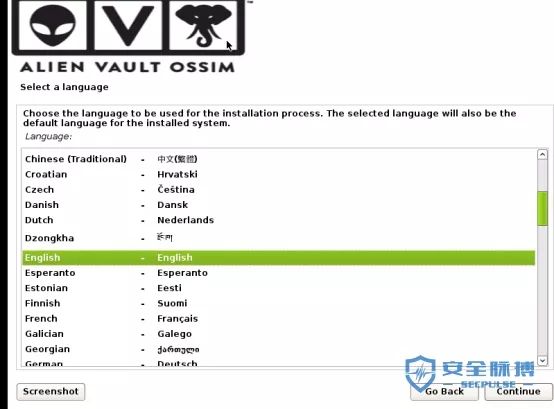 ALIEN VAULT OSSIM
Select a language
Choose the language to be used for the installation process. The selected language will also be the
default language for the installed system.
Language:
Chinese (Traditional) - 中文(繁體)
Croatian - Hrvatski
Czech - Čeština
Danish - Dansk
Dutch - Nederlands
Dzongkha - རྫོང་ཁ།
English - English
Esperanto - Esperanto
Estonian - Eesti
Finnish - Suomi
French - Français
Galician - Galego
Georgian - ქართული
German - Deutsch
安全脉搏
SECPULSE
Screenshot Go Back Continue